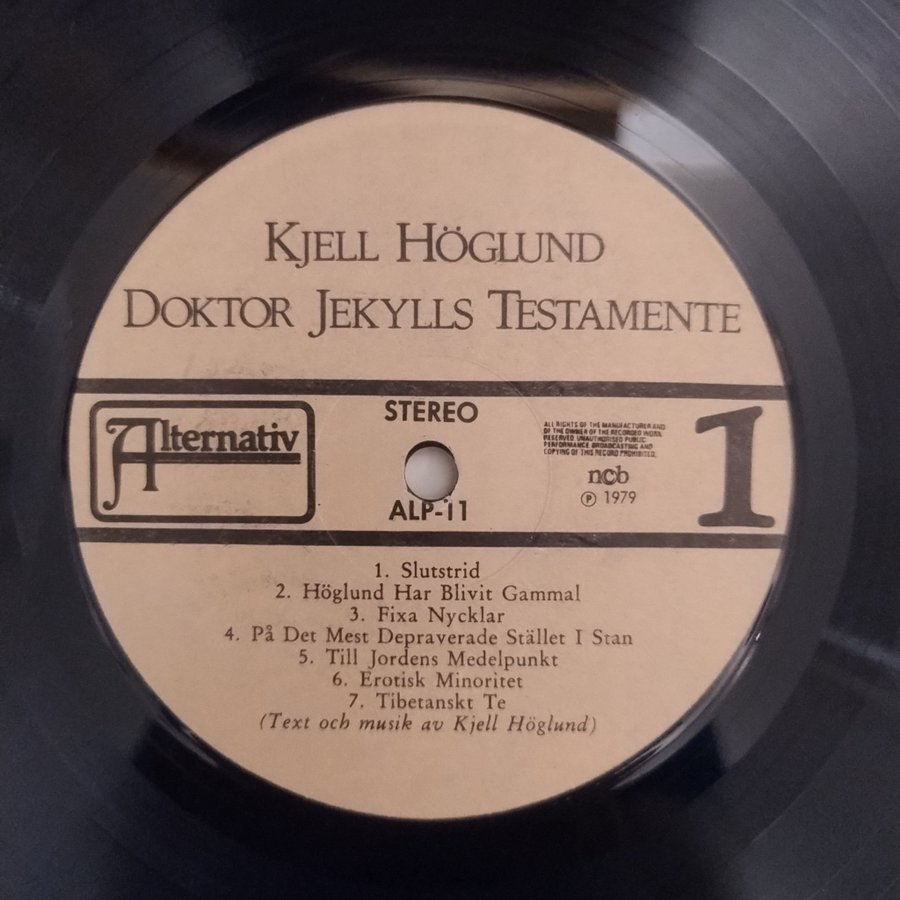 KJELL HÖGLUND
DOKTOR JEKYLLS TESTAMENTE
Alternativ
STEREO
ALP-11
ALL RIGHTS OF THE MANUFACTURER AND
OF THE OWNER OF THE RECORDED WORK
RESERVED UNAUTHORISED PUBLIC
PERFORMANCE BROADCASTING AND
COPYING OF THIS RECORD PROHIBITED.
ncb
Ⓟ 1979
1
1. Slutstrid
2. Höglund Har Blivit Gammal
3. Fixa Nycklar
4. På Det Mest Depraverade Stället I Stan
5. Till Jordens Medelpunkt
6. Erotisk Minoritet
7. Tibetanskt Te
(Text och musik av Kjell Höglund)